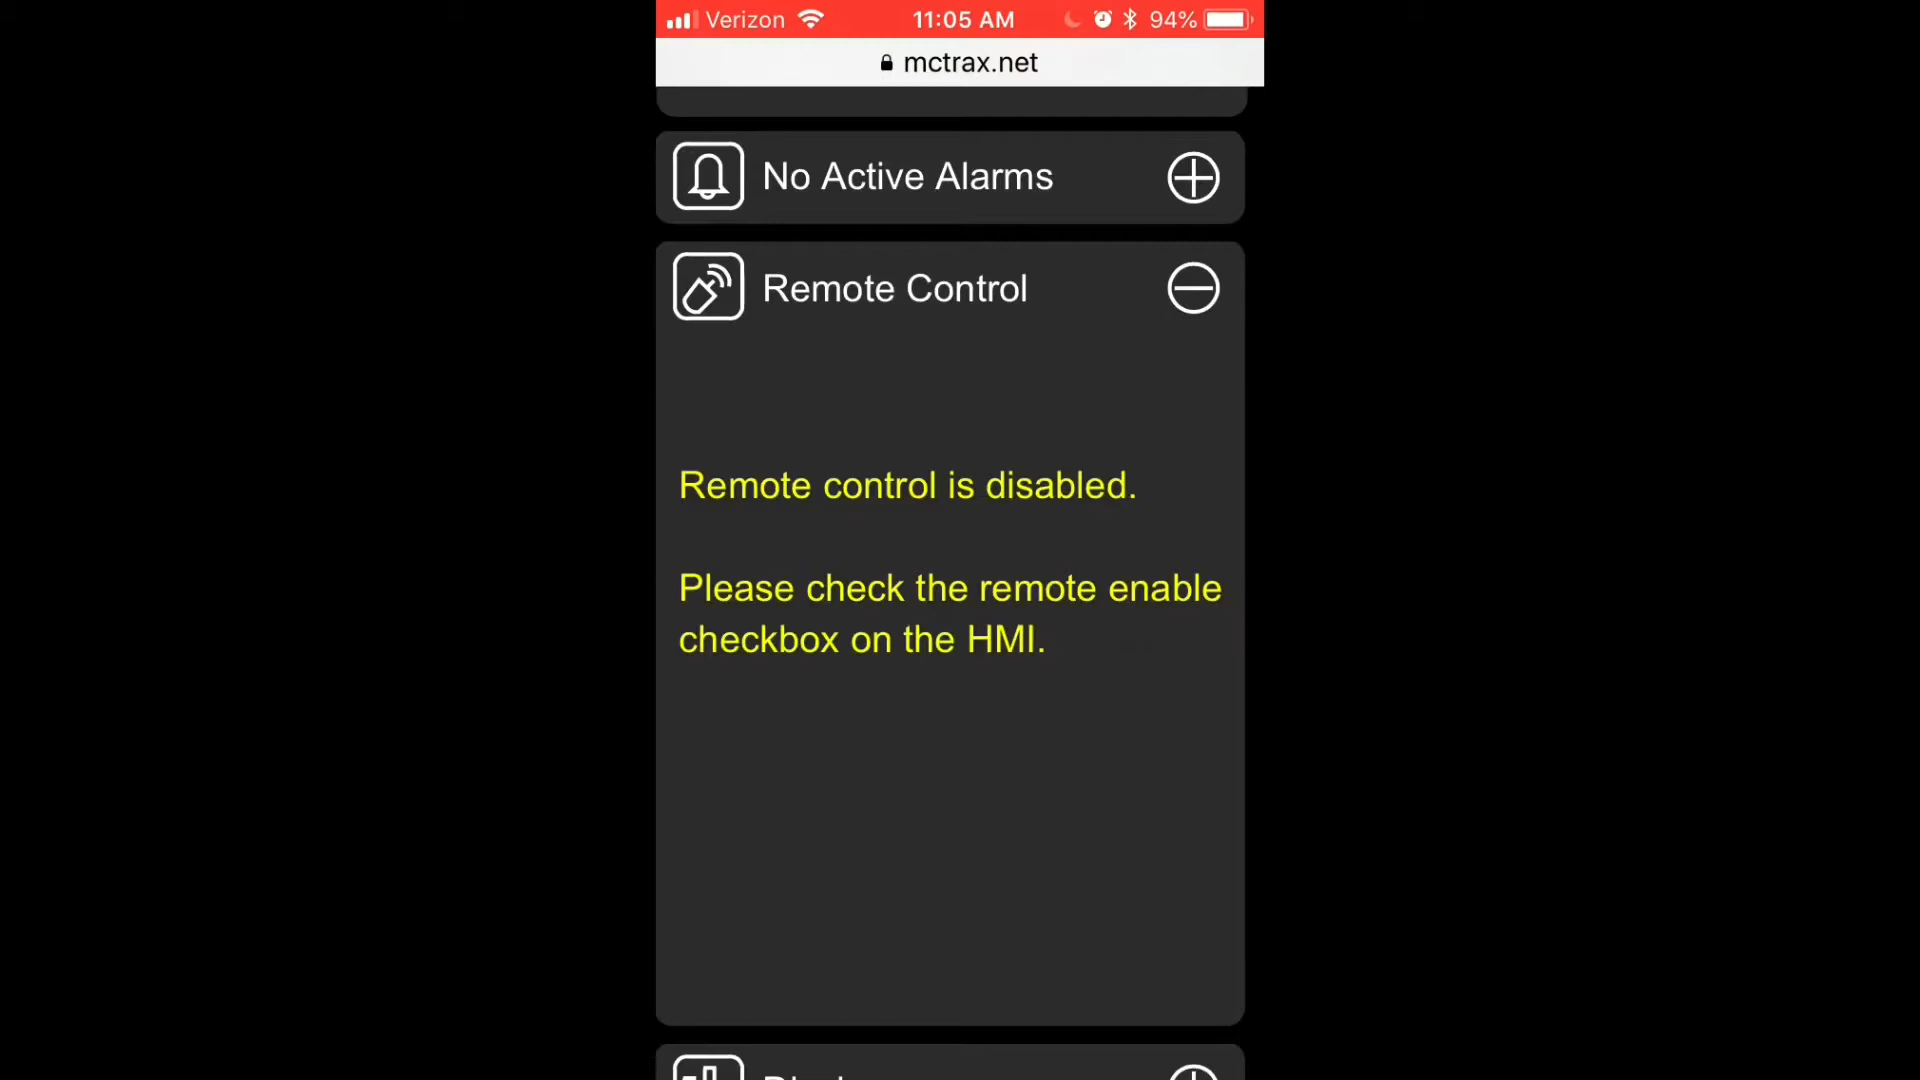 Verizon 11:05 AM 94%
mctrax.net
No Active Alarms
Remote Control
Remote control is disabled.
Please check the remote enable
checkbox on the HMI.